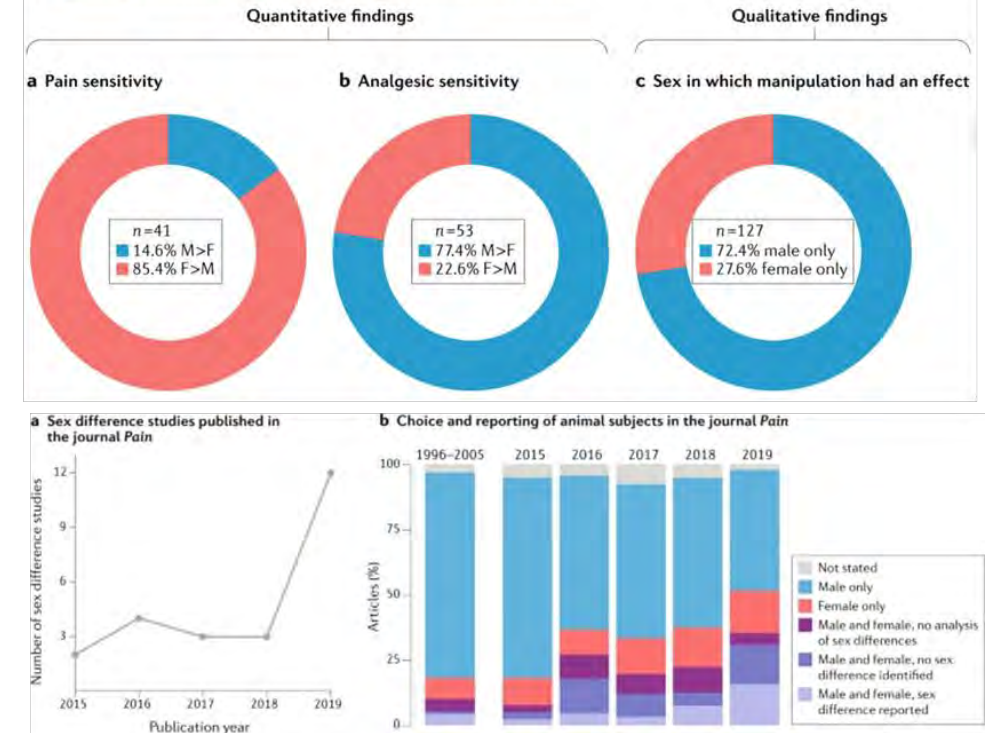 Quantitative findings
Qualitative findings
a Pain sensitivity
b Analgesic sensitivity
c Sex in which manipulation had an effect
n=41
14.6% M>F
85.4% F>M
n=53
77.4% M>F
22.6% F>M
n=127
72.4% male only
27.6% female only
a Sex difference studies published in
the journal Pain
Number of sex difference studies
12
9
6
3
2015
2016
2017
2018
2019
Publication year
b Choice and reporting of animal subjects in the journal Pain
1996–2005
2015
2016
2017
2018
2019
Articles (%)
100
75
50
25
0
Not stated
Male only
Female only
Male and female, no analysis
of sex differences
Male and female, no sex
difference identified
Male and female, sex
difference reported